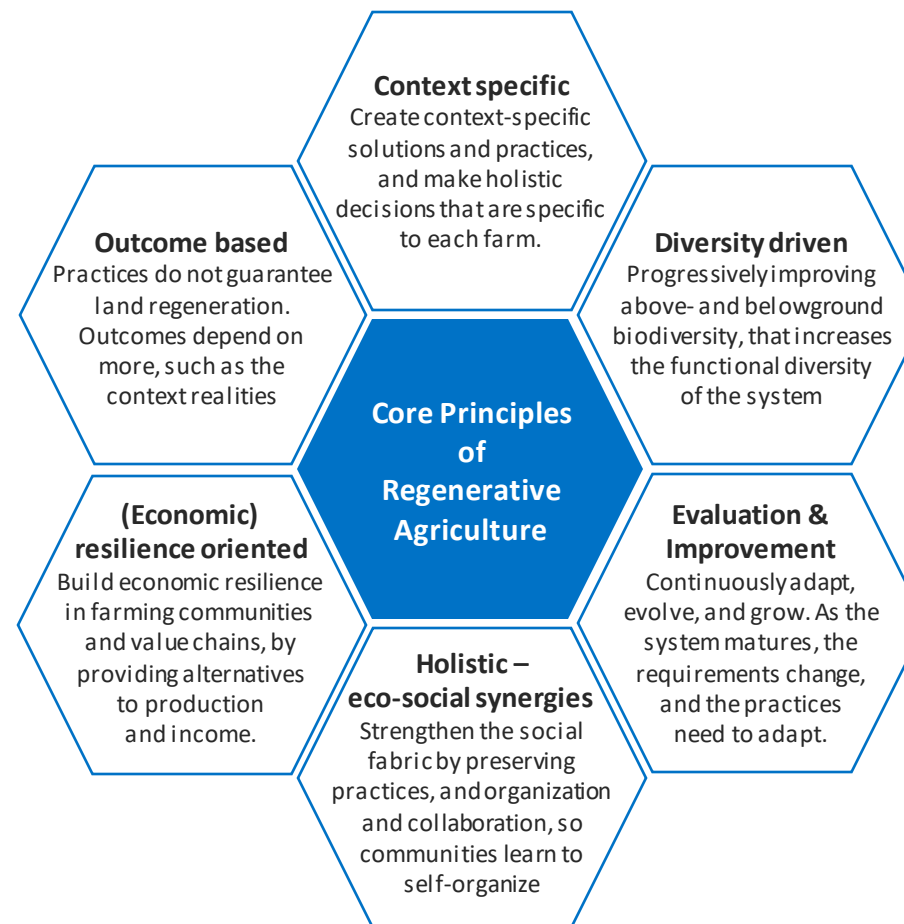 Context specific
Create context-specific
solutions and practices,
and make holistic
decisions that are specific
to each farm.
Outcome based
Practices do not guarantee
land regeneration.
Outcomes depend on
more, such as the
context realities
Diversity driven
Progressively improving
above- and belowground
biodiversity, that increases
the functional diversity
of the system
Core Principles
of
Regenerative
Agriculture
(Economic)
resilience oriented
Build economic resilience
in farming communities
and value chains, by
providing alternatives
to production
and income.
Evaluation &
Improvement
Continuously adapt,
evolve, and grow. As the
system matures, the
requirements change,
and the practices
need to adapt.
Holistic –
eco-social synergies
Strengthen the social
fabric by preserving
practices, and organization
and collaboration, so
communities learn to
self-organize